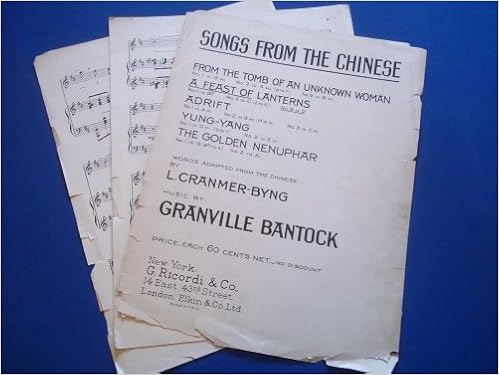 SONGS FROM THE CHINESE
FROM THE TOMB OF AN UNKNOWN WOMAN
A FEAST OF LANTERNS
ADRIFT
YUNG-YANG
THE GOLDEN NENUPHAR
WORDS ADAPTED FROM THE CHINESE
BY
L. CRANMER-BYNG
MUSIC BY
GRANVILLE BANTOCK
PRICE, EACH, 60 CENTS NET._ NO DISCOUNT
New York.
G. Ricordi & Co.,
14 East 43rd Street
London, Elkin & Co. Ltd